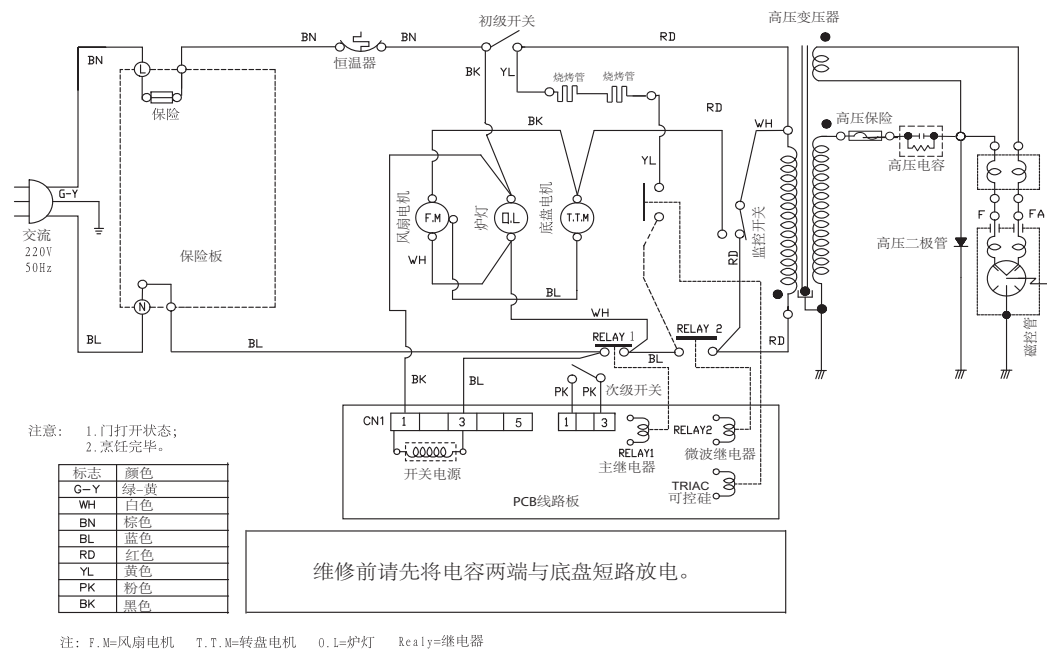 高压变压器
初级开关
BN
BN
RD
BN
恒温器
BK
YL
烧烤管
烧烤管
L
保险
RD
高压保险
BK
WH
YL
高压电容
G-Y
风扇电机
F.M
炉灯
O.L
底盘电机
T.T.M
监控开关
F
FA
交流
220V
50Hz
保险板
高压二极管
WH
RD
BL
N
WH
RELAY 1
RELAY 2
BL
BL
BL
RD
磁控管
BK
BL
PK
PK
次级开关
CN1
1
3
5
1
3
RELAY2
RELAY1
主继电器
微波继电器
开关电源
TRIAC
可控硅
PCB线路板
注意: 1.门打开状态;
2.烹饪完毕。
标志 颜色
G-Y 绿-黄
WH 白色
BN 棕色
BL 蓝色
RD 红色
YL 黄色
PK 粉色
BK 黑色
维修前请先将电容两端与底盘短路放电。
注: F.M=风扇电机 T.T.M=转盘电机 O.L=炉灯 Realy=继电器